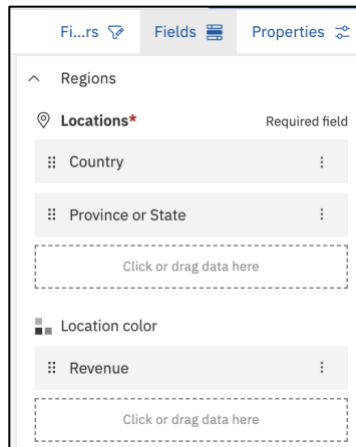 Fi...rs Fields Properties
Regions
Locations* Required field
Country
Province or State
Click or drag data here
Location color
Revenue
Click or drag data here